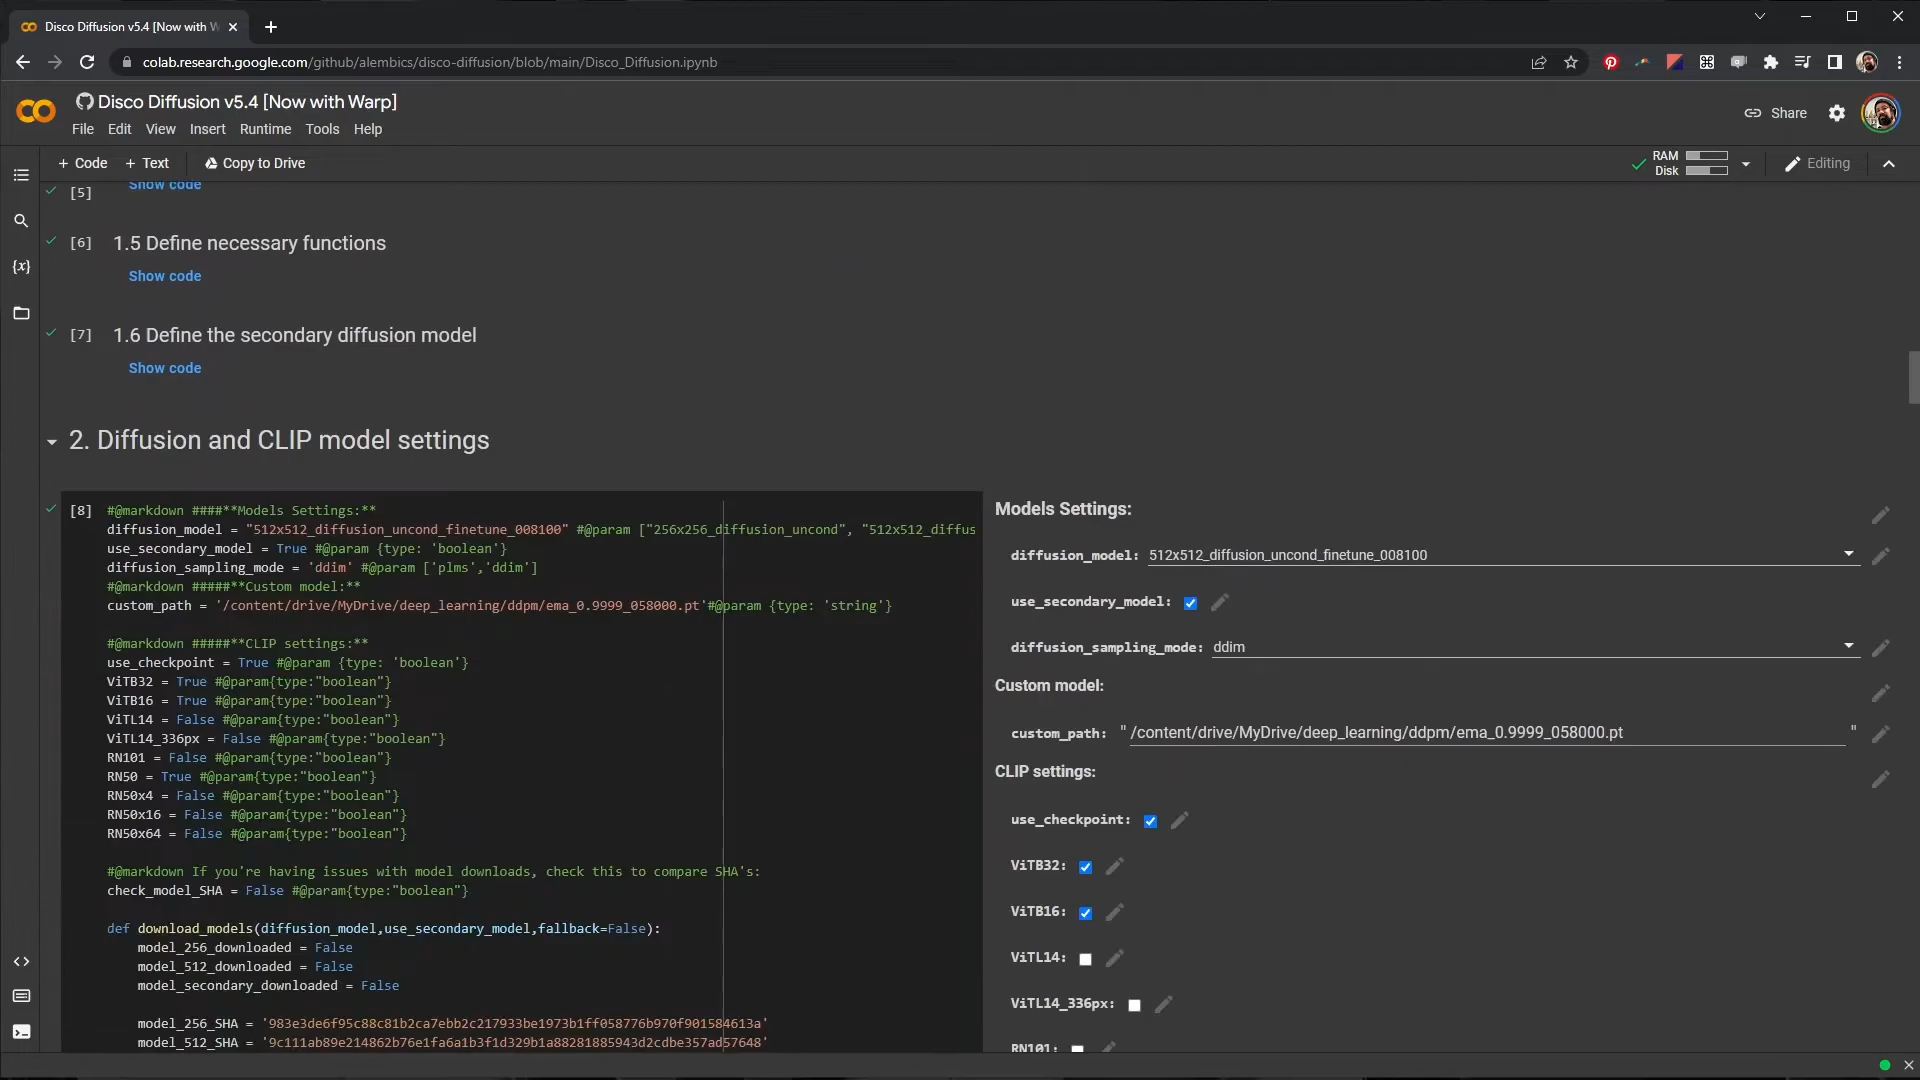 Disco Diffusion v5.4 [Now with W
colab.research.google.com/github/alembics/disco-diffusion/blob/main/Disco_Diffusion.ipynb
Disco Diffusion v5.4 [Now with Warp]
File Edit View Insert Runtime Tools Help
Share
+ Code + Text Copy to Drive
RAM
Disk
Editing
[5] Show code
[6] 1.5 Define necessary functions
Show code
[7] 1.6 Define the secondary diffusion model
Show code
2. Diffusion and CLIP model settings
[8] #@markdown ####**Models Settings:**
diffusion_model = "512x512_diffusion_uncond_finetune_008100" #@param ["256x256_diffusion_uncond", "512x512_diffus
use_secondary_model = True #@param {type: 'boolean'}
diffusion_sampling_mode = 'ddim' #@param ['plms','ddim']
#@markdown #####**Custom model:**
custom_path = '/content/drive/MyDrive/deep_learning/ddpm/ema_0.9999_058000.pt'#@param {type: 'string'}
#@markdown #####**CLIP settings:**
use_checkpoint = True #@param {type: 'boolean'}
ViTB32 = True #@param{type:"boolean"}
ViTB16 = True #@param{type:"boolean"}
ViTL14 = False #@param{type:"boolean"}
ViTL14_336px = False #@param{type:"boolean"}
RN101 = False #@param{type:"boolean"}
RN50 = True #@param{type:"boolean"}
RN50x4 = False #@param{type:"boolean"}
RN50x16 = False #@param{type:"boolean"}
RN50x64 = False #@param{type:"boolean"}
#@markdown If you're having issues with model downloads, check this to compare SHA's:
check_model_SHA = False #@param{type:"boolean"}
def download_models(diffusion_model,use_secondary_model,fallback=False):
model_256_downloaded = False
model_512_downloaded = False
model_secondary_downloaded = False
model_256_SHA = '983e3de6f95c88c81b2ca7ebb2c217933be1973b1ff058776b970f901584613a'
model_512_SHA = '9c111ab89e214862b76e1fa6a1b3f1d329b1a88281885943d2cdbe357ad57648'
Models Settings:
diffusion_model: 512x512_diffusion_uncond_finetune_008100
use_secondary_model:
diffusion_sampling_mode: ddim
Custom model:
custom_path: "/content/drive/MyDrive/deep_learning/ddpm/ema_0.9999_058000.pt "
CLIP settings:
use_checkpoint:
ViTB32:
ViTB16:
ViTL14:
ViTL14_336px:
RN101: